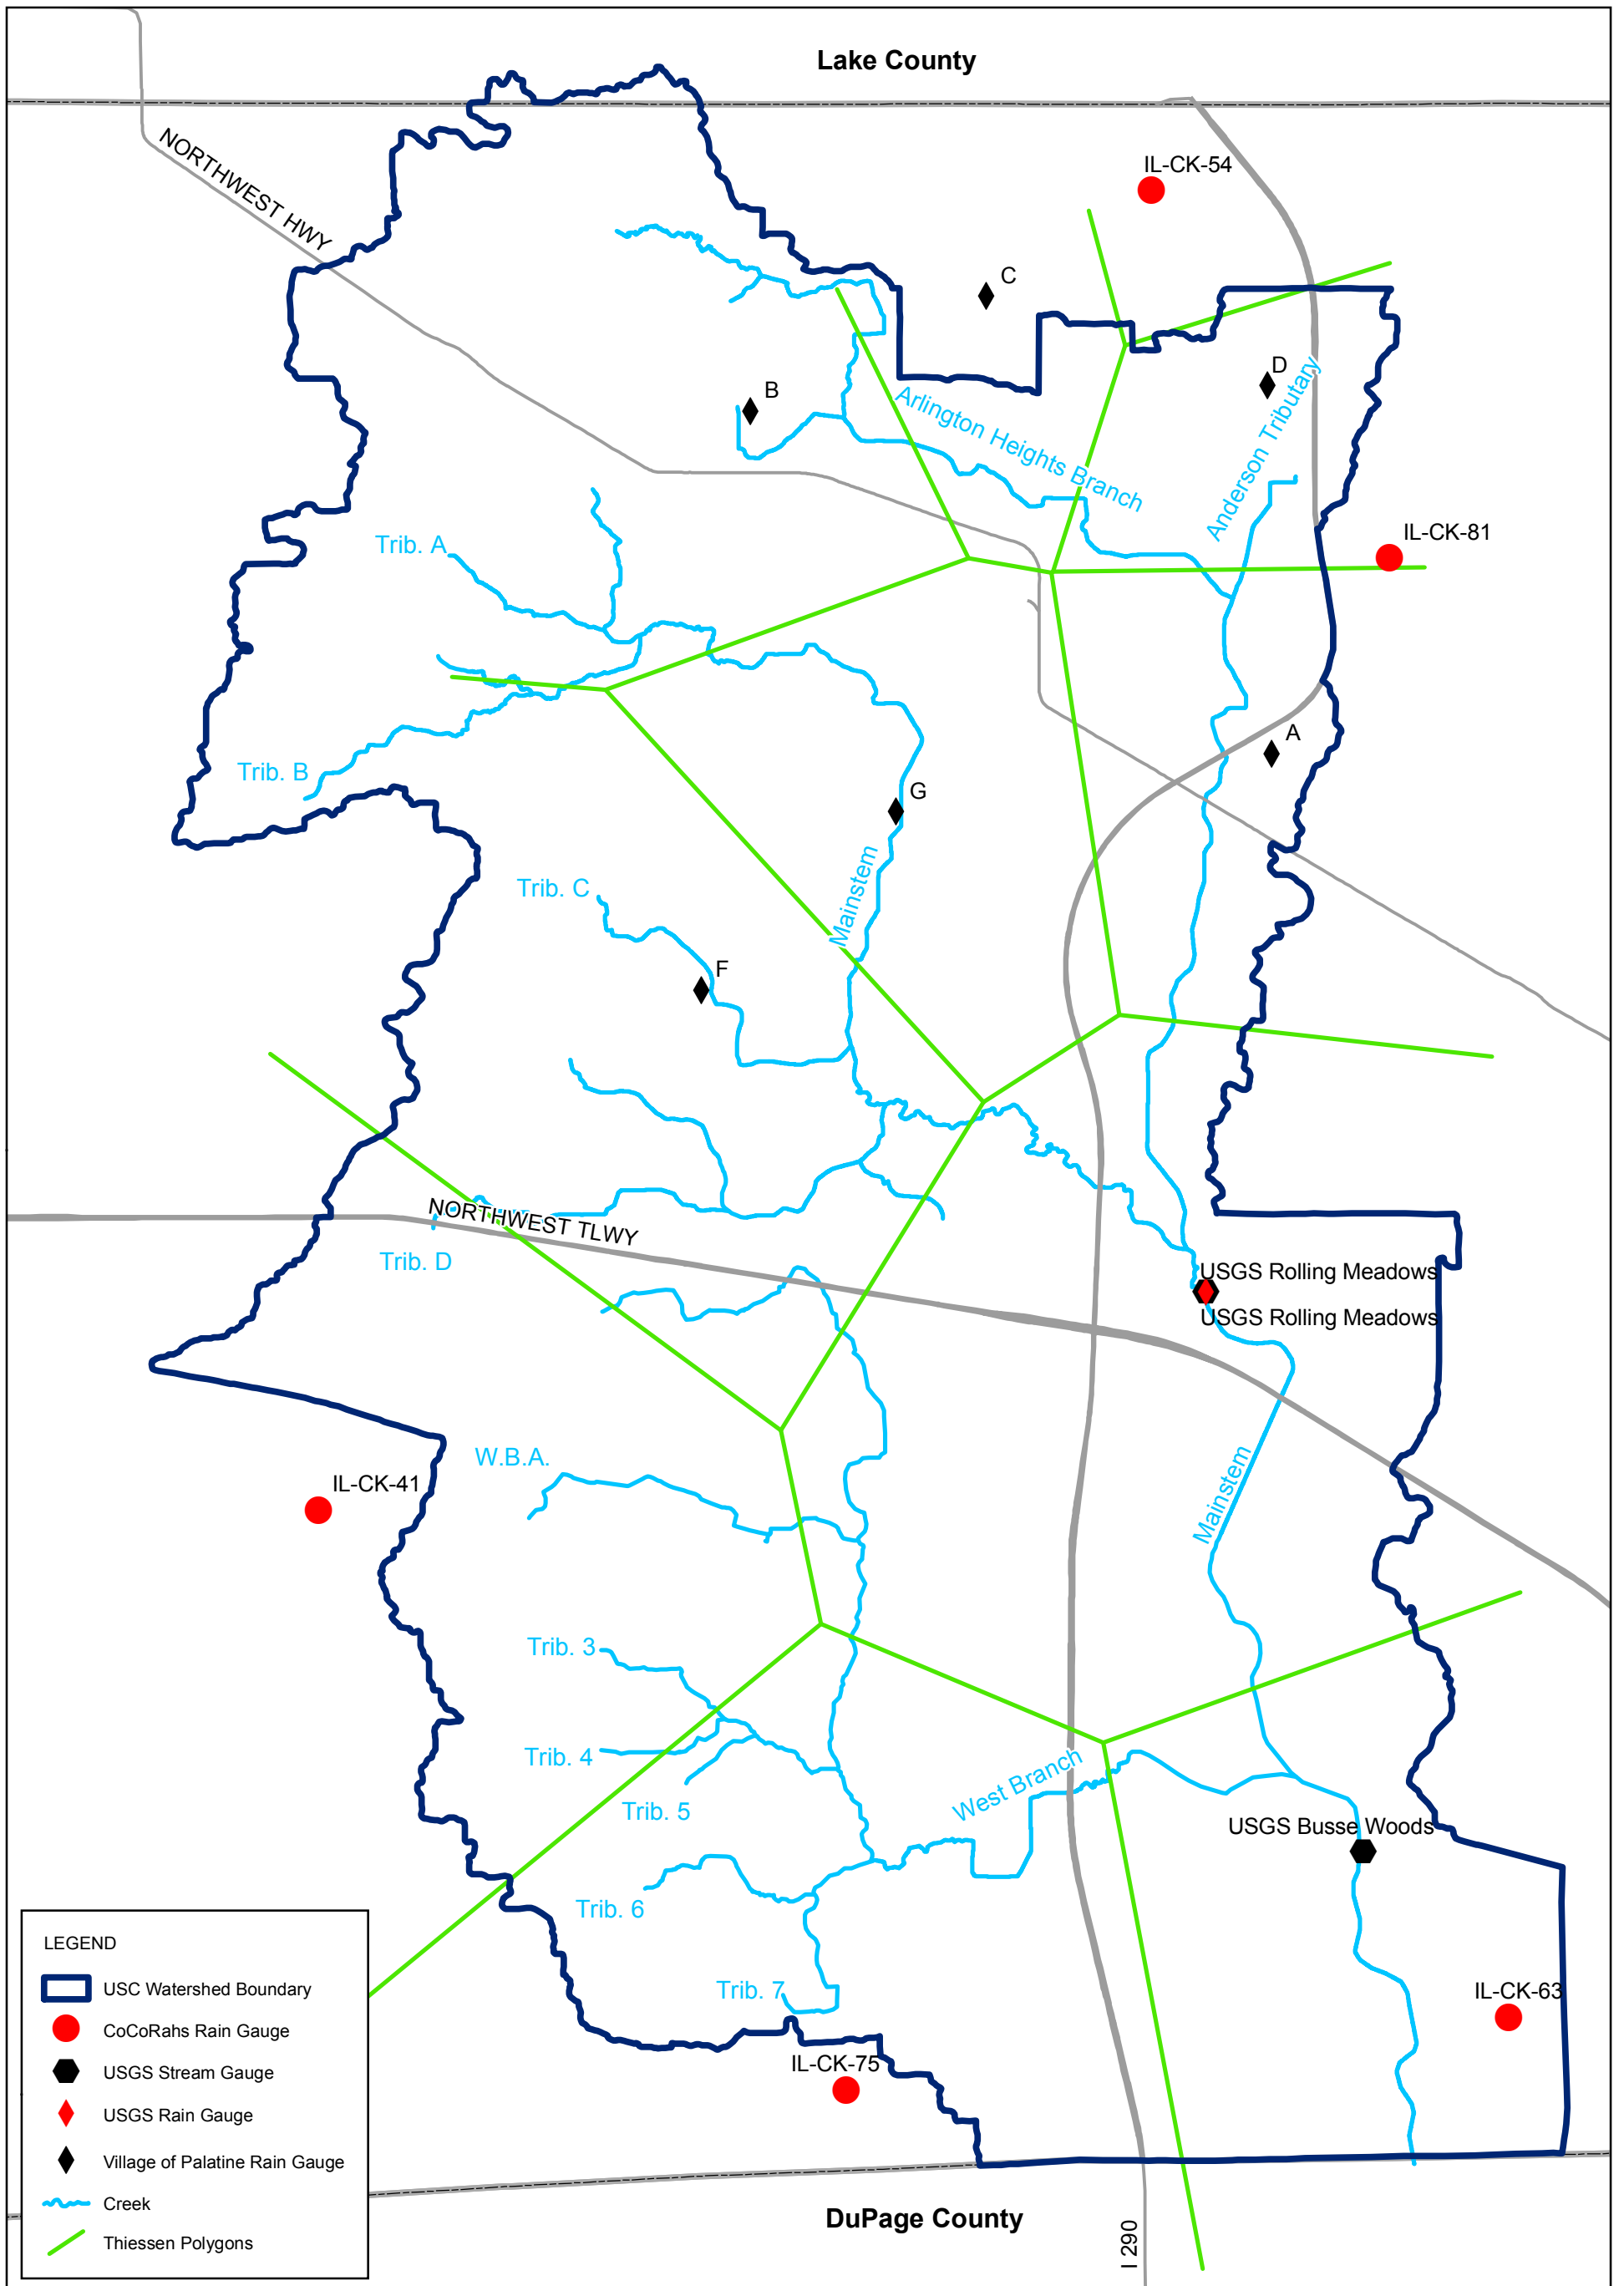 Lake County
NORTHWEST HWY
IL-CK-54
C
D
B
Arlington Heights Branch
Anderson Tributary
IL-CK-81
Trib. A
A
Trib. B
G
Mainstem
Trib. C
F
NORTHWEST TLWY
Trib. D
USGS Rolling Meadows
USGS Rolling Meadows
Mainstem
W.B.A.
IL-CK-41
Trib. 3
Trib. 4
West Branch
Trib. 5
USGS Busse Woods
Trib. 6
Trib. 7
IL-CK-63
IL-CK-75
DuPage County
I 290
LEGEND
USC Watershed Boundary
CoCoRahs Rain Gauge
USGS Stream Gauge
USGS Rain Gauge
Village of Palatine Rain Gauge
Creek
Thiessen Polygons